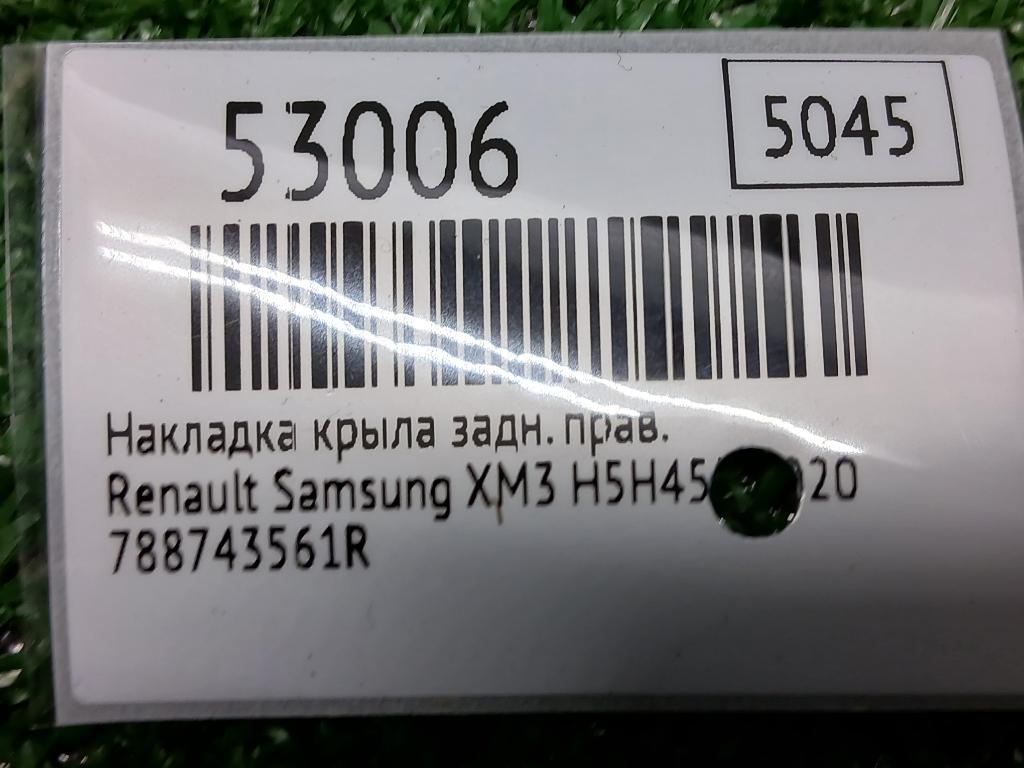 53006
5045
Накладка крыла задн. прав.
Renault Samsung XM3
788743561R